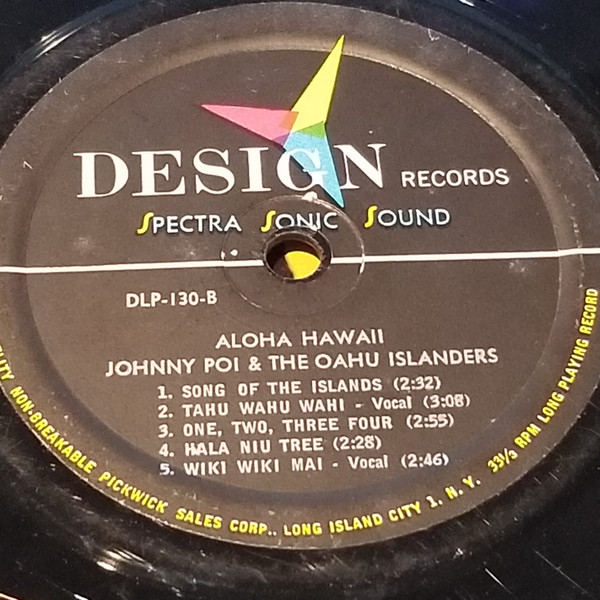 DESIGN RECORDS
SPECTRA SONIC SOUND
DLP-130-B
ALOHA HAWAII
JOHNNY POI & THE OAHU ISLANDERS
1. SONG OF THE ISLANDS (2:32)
2. TAHU WAHU WAHI - Vocal (3:08)
3. ONE, TWO, THREE FOUR (2:55)
4. HALA NIU TREE (2:28)
5. WIKI WIKI MAI - Vocal (2:46)
NON-BREAKABLE PICKWICK SALES CORP.. LONG ISLAND CITY 1, N. Y. 33⅓ RPM LONG PLAYING RECORD